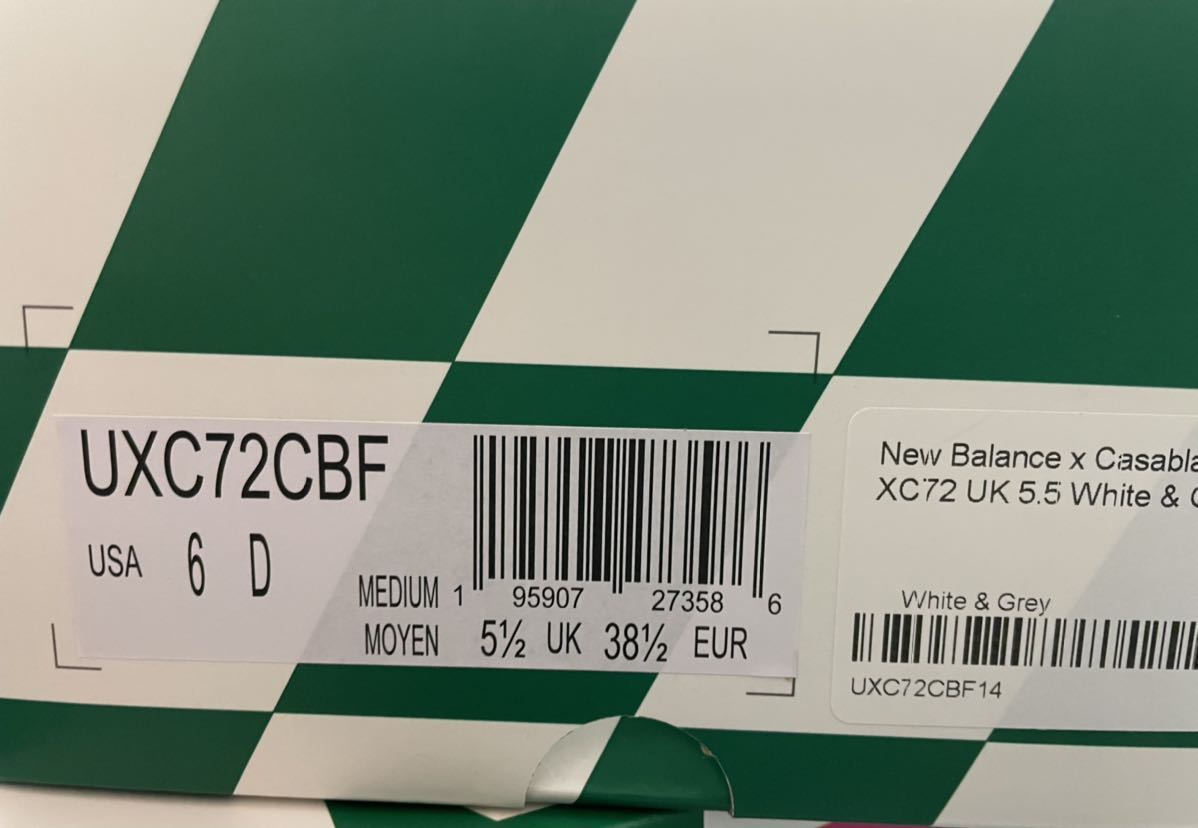 UXC72CBF
USA 6 D
MEDIUM
MOYEN
1 95907 27358 6
5½ UK 38½ EUR
New Balance x
XC72 UK 5.5 White &
White & Grey
UXC72CBF14